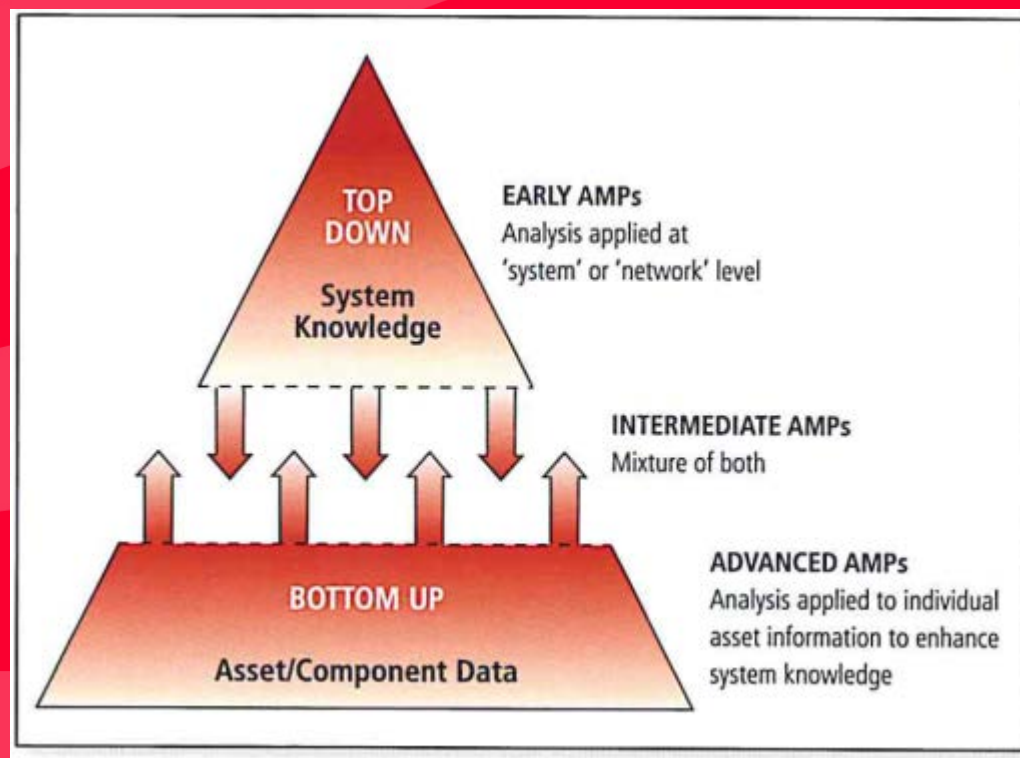 TOP
DOWN
System
Knowledge
EARLY AMPs
Analysis applied at
'system' or 'network' level
INTERMEDIATE AMPs
Mixture of both
BOTTOM UP
Asset/Component Data
ADVANCED AMPs
Analysis applied to individual
asset information to enhance
system knowledge